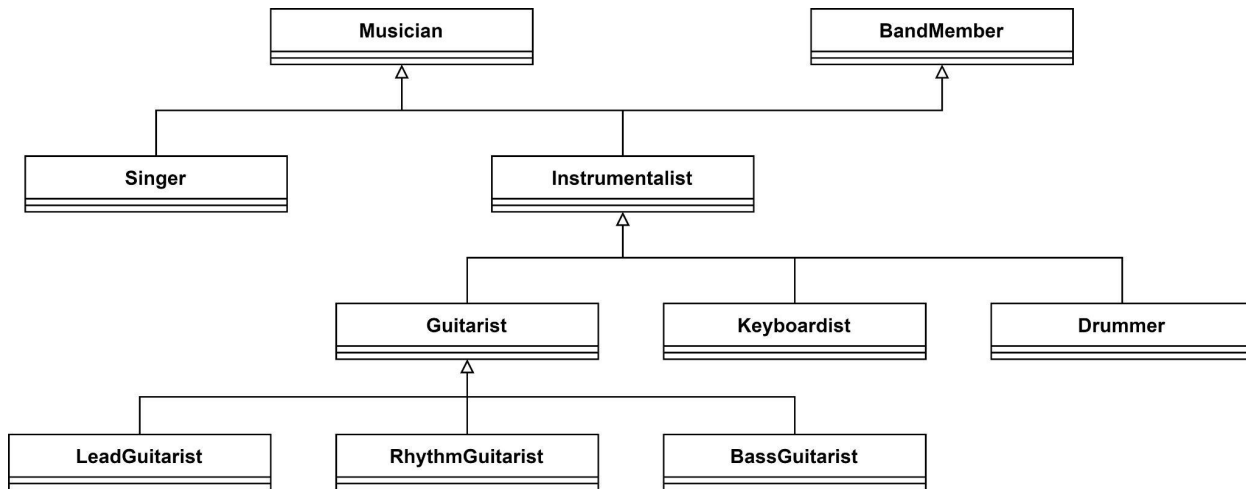 Musician
BandMember
Singer
Instrumentalist
Guitarist
Keyboardist
Drummer
LeadGuitarist
RhythmGuitarist
BassGuitarist